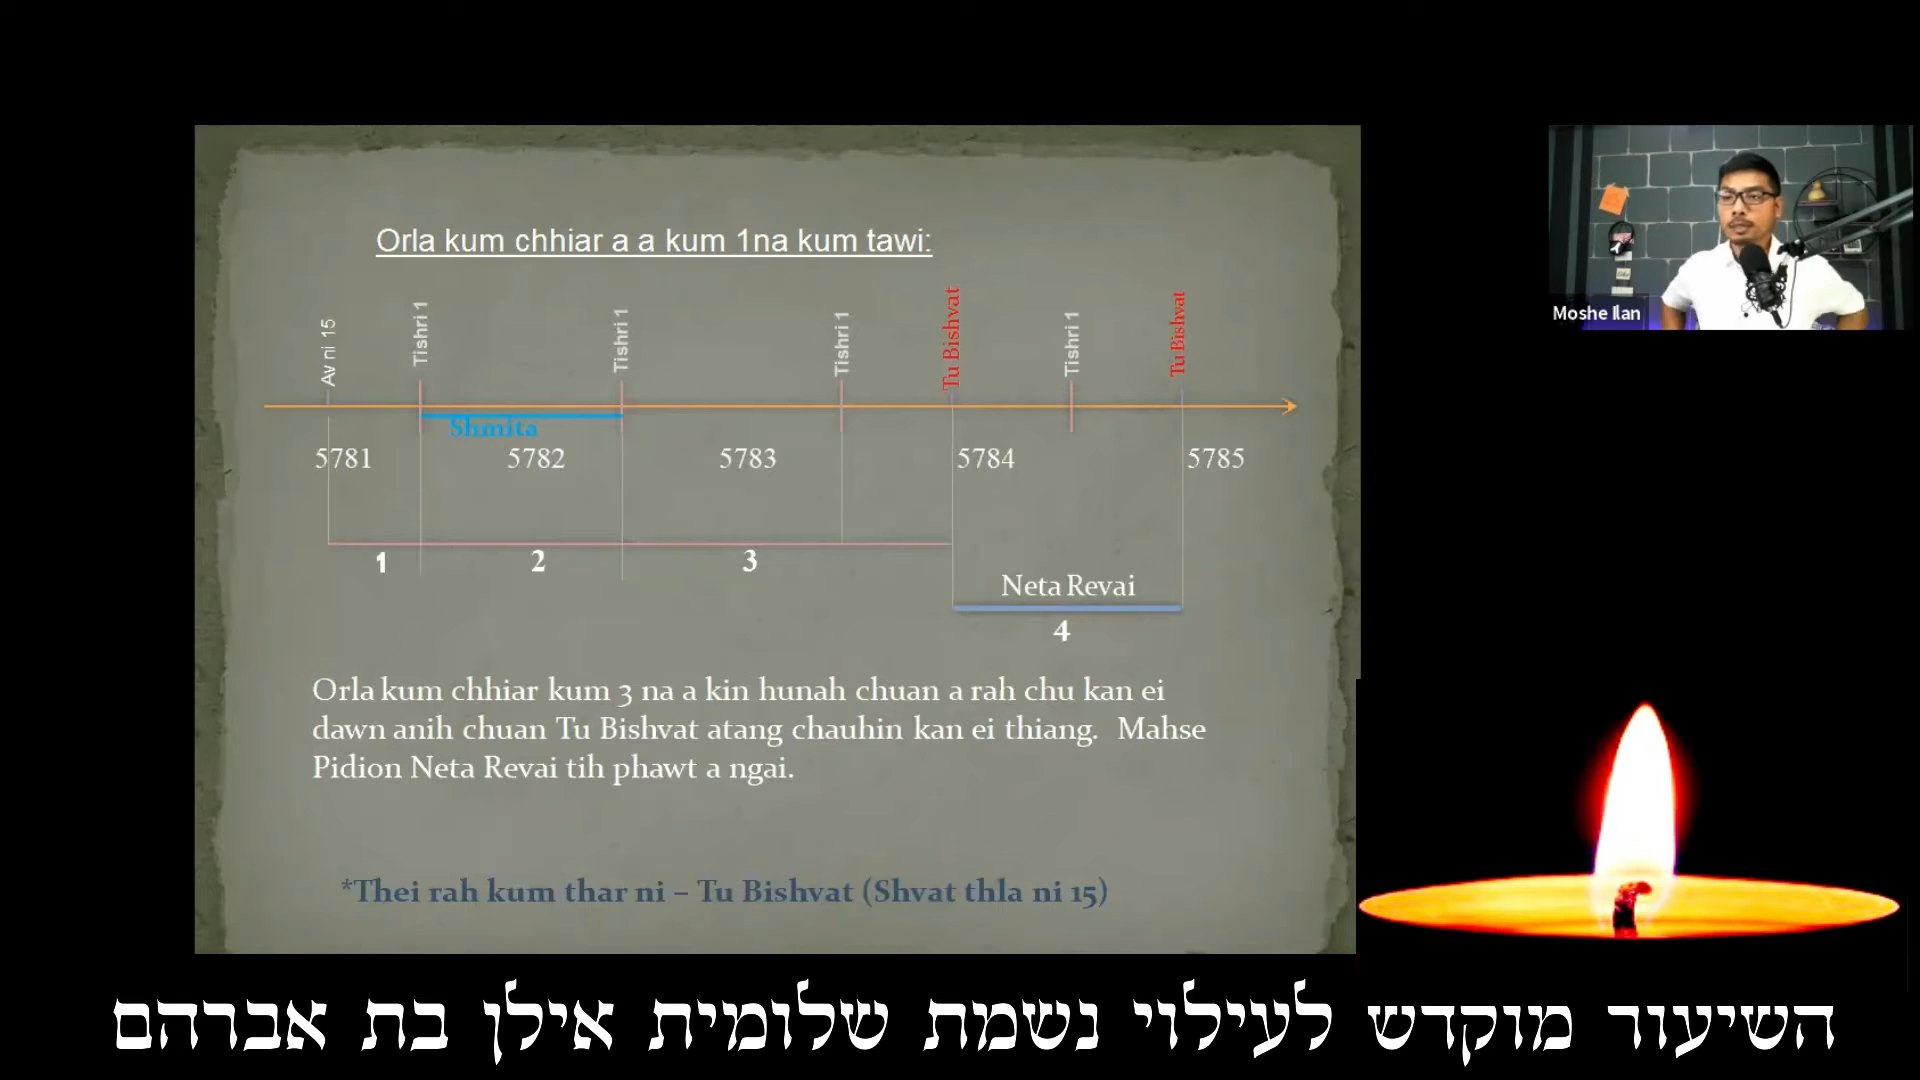 Orla kum chhiar a a kum 1na kum tawi:
Av ni 15
Tishri 1
Tishri 1
Tishri 1
Tu Bishvat
Tishri 1
Tu Bishvat
Shmita
5781 5782 5783 5784 5785
1 2 3
Neta Revai
4
Orla kum chhiar kum 3 na a kin hunah chuan a rah chu kan ei
dawn anih chuan Tu Bishvat atang chauhin kan ei thiang. Mahse
Pidion Neta Revai tih phawt a ngai.
*Thei rah kum thar ni – Tu Bishvat (Shvat thla ni 15)
Moshe Ilan
השיעור מוקדש לעילוי נשמת שלומית אילן בת אברהם